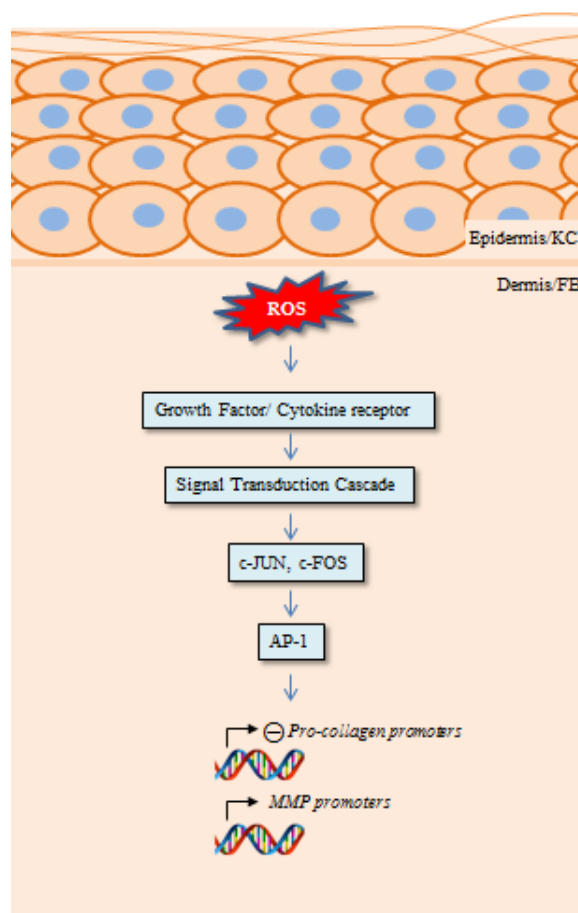 Epidermis/KC
Dermis/FB
ROS
Growth Factor/ Cytokine receptor
Signal Transduction Cascade
c-JUN, c-FOS
AP-1
Pro-collagen promoters
MMP promoters